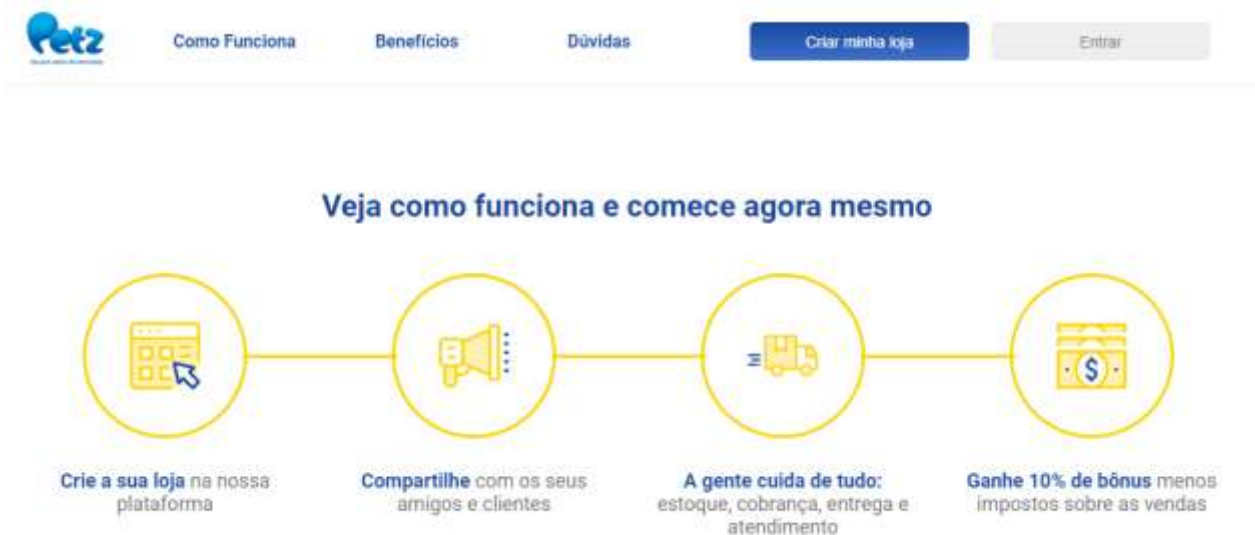 Petz
Como Funciona
Benefícios
Dúvidas
Criar minha loja
Entrar
Veja como funciona e comece agora mesmo
Crie a sua loja na nossa
plataforma
Compartilhe com os seus
amigos e clientes
A gente cuida de tudo:
estoque, cobrança, entrega e
atendimento
Ganhe 10% de bônus menos
impostos sobre as vendas
$